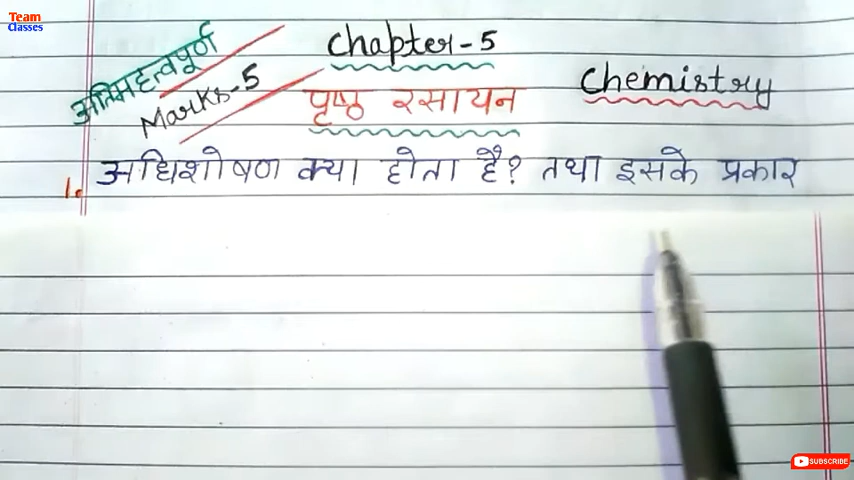 Team
Classes
अतिमहत्वपूर्ण
Marks-5
Chapter-5
पृष्ठ रसायन
Chemistry
1. अधिशोषण क्या होता है? तथा इसके प्रकार
SUBSCRIBE